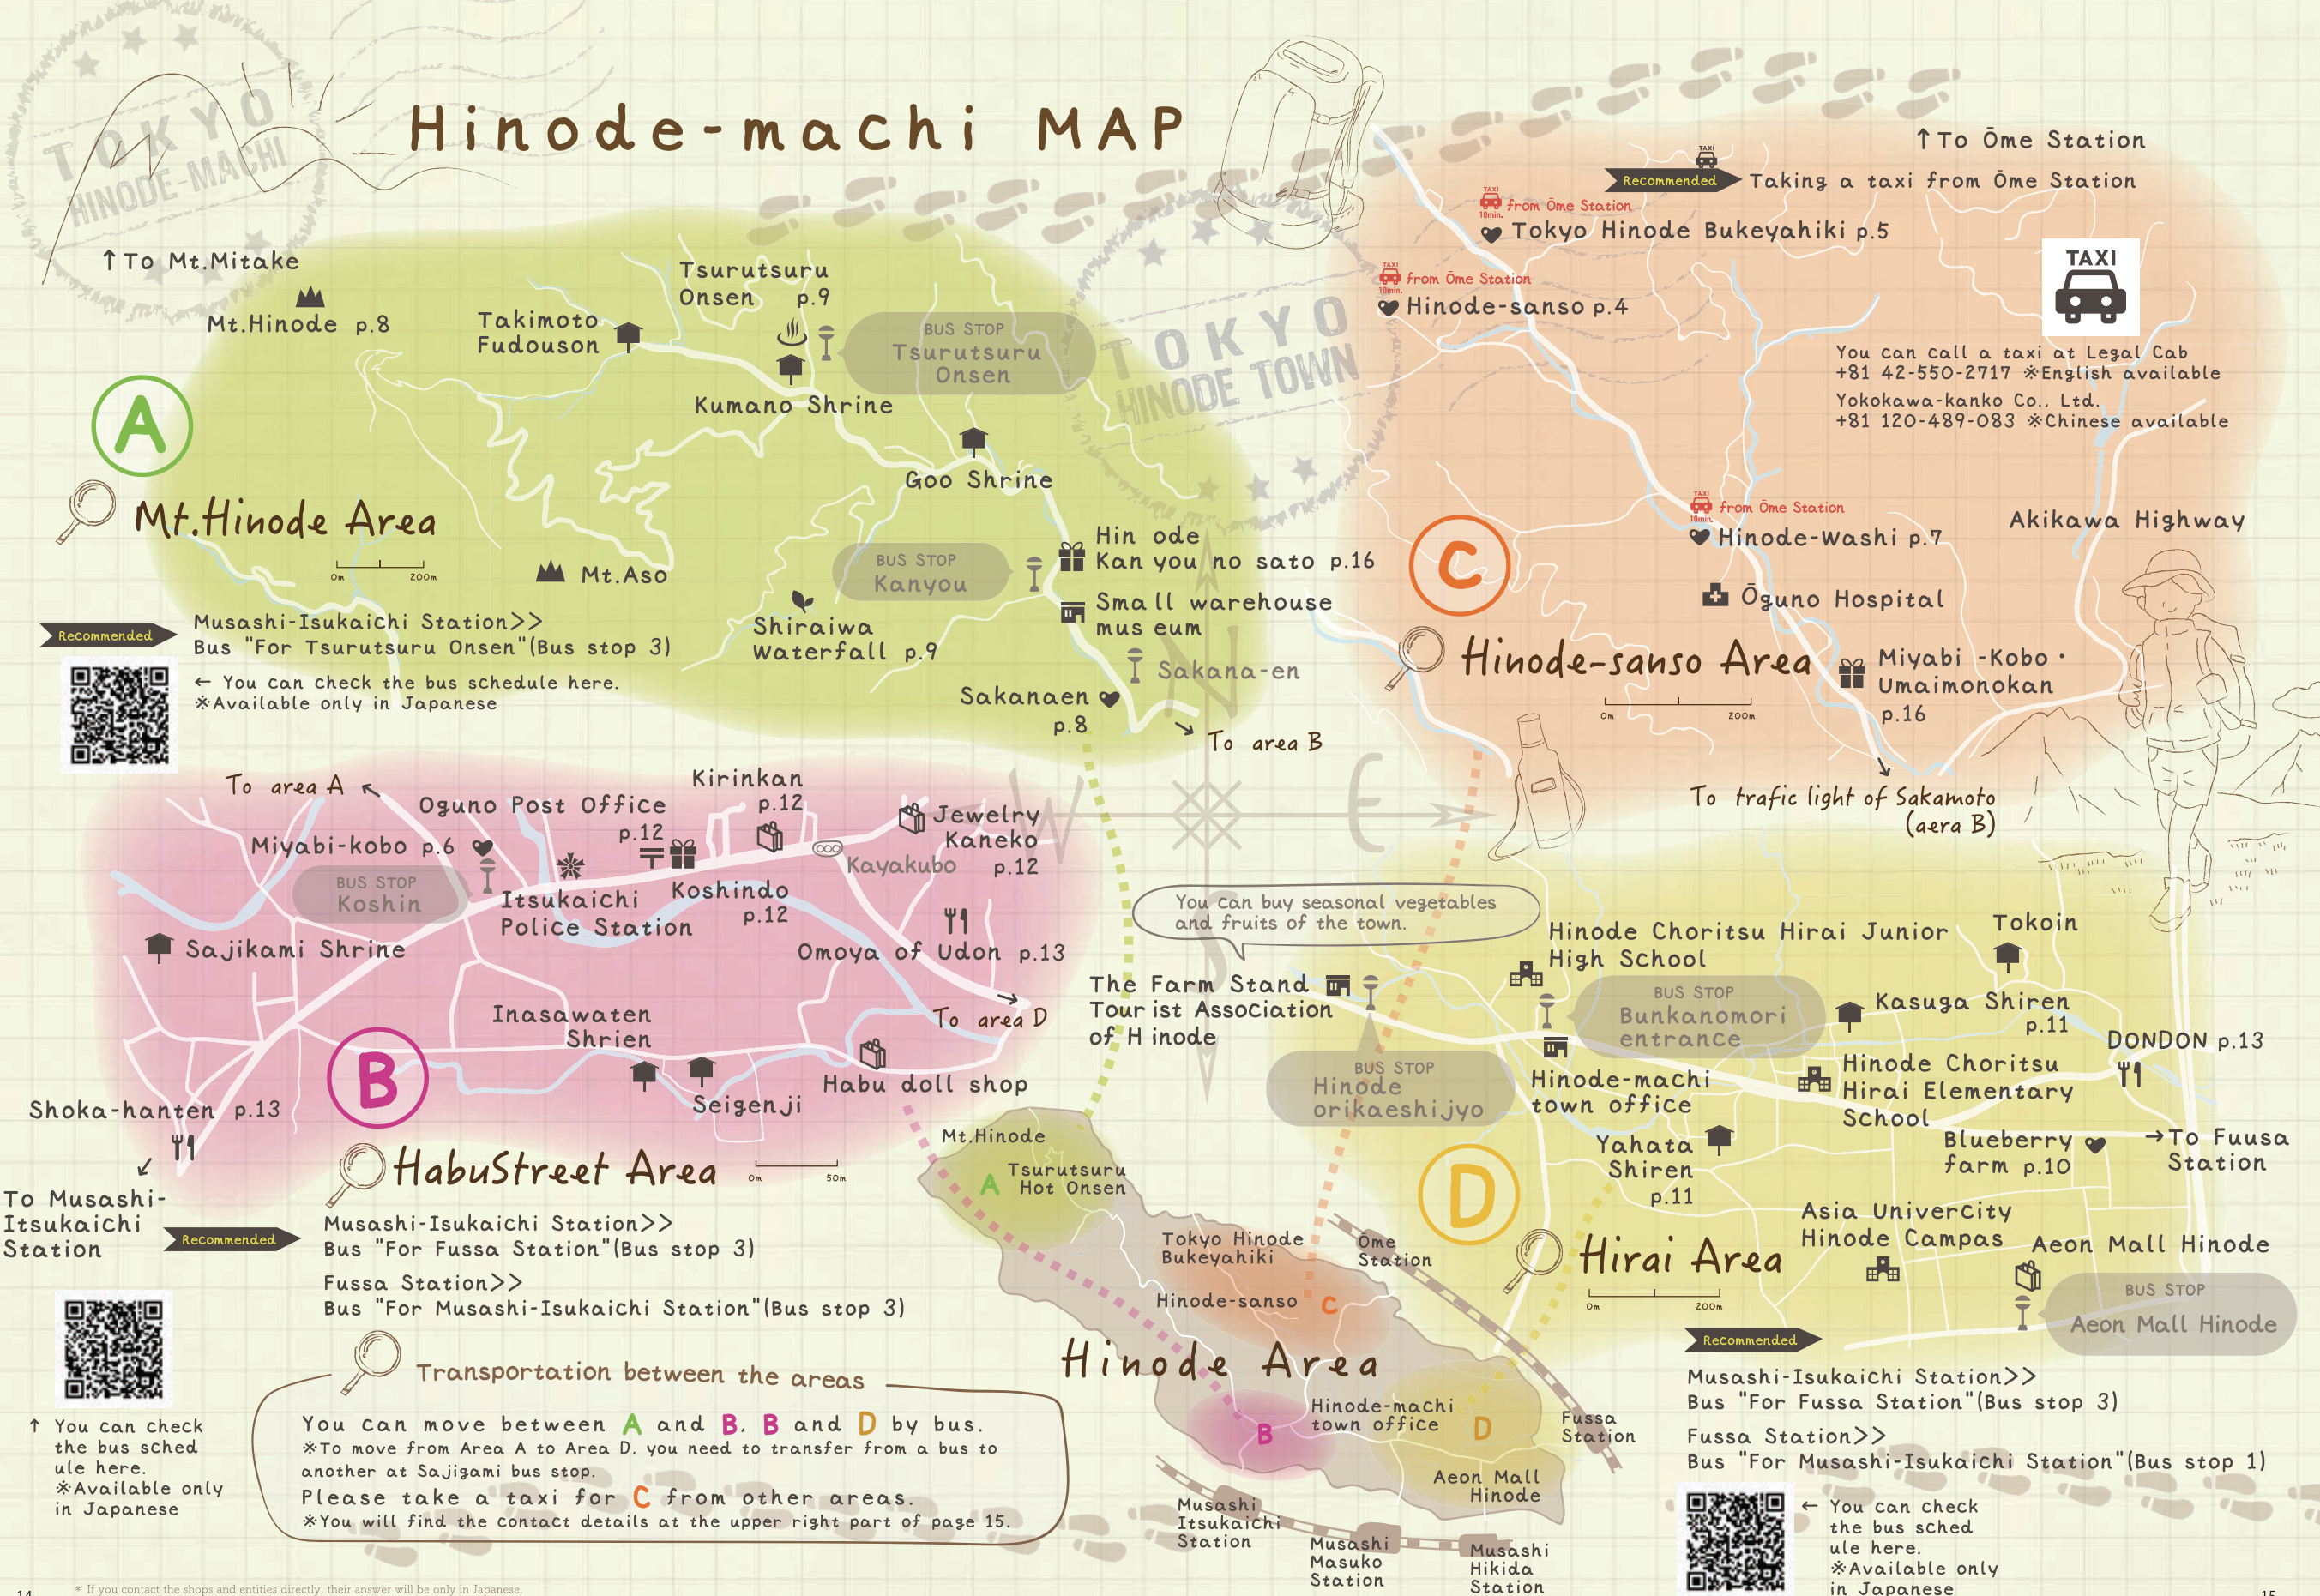 Hinode-machi MAP
TOKYO
HINODE-MACHI
TOKYO
HINODE TOWN
↑To Mt.Mitake
Mt.Hinode p.8
Takimoto
Fudouson
Tsurutsuru
Onsen p.9
BUS STOP
Tsurutsuru
Onsen
Kumano Shrine
Goo Shrine
A
Mt.Hinode Area
0m 200m
Mt.Aso
BUS STOP
Kanyou
Hin ode
Kan you no sato p.16
Small warehouse
mus eum
Shiraiwa
Waterfall p.9
Sakana-en
Sakanaen
p.8
To area B
Recommended
Musashi-Isukaichi Station>>
Bus "For Tsurutsuru Onsen"(Bus stop 3)
← You can check the bus schedule here.
※Available only in Japanese
N
W
E
S
↑To Ōme Station
TAXI
Recommended
Taking a taxi from Ōme Station
TAXI
10min.
from Ōme Station
Tokyo Hinode Bukeyahiki p.5
TAXI
10min.
from Ōme Station
Hinode-sanso p.4
TAXI
You can call a taxi at Legal Cab
+81 42-550-2717 ※English available
Yokokawa-kanko Co., Ltd.
+81 120-489-083 ※Chinese available
TAXI
10min.
from Ōme Station
Hinode-Washi p.7
Akikawa Highway
C
Ōguno Hospital
Hinode-sanso Area
0m 200m
Miyabi -Kobo・
Umaimonokan
p.16
To trafic light of Sakamoto
(aera B)
To area A
Oguno Post Office
p.12
Kirinkan
p.12
Jewelry
Kaneko
p.12
Miyabi-kobo p.6
Kayakubo
BUS STOP
Koshin
Itsukaichi
Police Station
Koshindo
p.12
Sajikami Shrine
Omoya of Udon p.13
To area D
Inasawaten
Shrien
B
Habu doll shop
Seigenji
Shoka-hanten p.13
HabuStreet Area
0m 50m
To Musashi-
Itsukaichi
Station
Recommended
Musashi-Isukaichi Station>>
Bus "For Fussa Station"(Bus stop 3)
Fussa Station>>
Bus "For Musashi-Isukaichi Station"(Bus stop 3)
↑ You can check
the bus sched
ule here.
※Available only
in Japanese
Transportation between the areas
You can move between A and B, B and D by bus.
※To move from Area A to Area D, you need to transfer from a bus to
another at Sajigami bus stop.
Please take a taxi for C from other areas.
※You will find the contact details at the upper right part of page 15.
You can buy seasonal vegetables
and fruits of the town.
The Farm Stand
Tourist Association
of H inode
Hinode Choritsu Hirai Junior
High School
Tokoin
BUS STOP
Bunkanomori
entrance
Kasuga Shiren
p.11
BUS STOP
Hinode
orikaeshijyo
Hinode-machi
town office
Hinode Choritsu
Hirai Elementary
School
DONDON p.13
Yahata
Shiren
p.11
Blueberry
farm p.10
→To Fuusa
Station
D
Hirai Area
0m 200m
Asia Univercity
Hinode Campas
Aeon Mall Hinode
BUS STOP
Aeon Mall Hinode
Recommended
Musashi-Isukaichi Station>>
Bus "For Fussa Station"(Bus stop 3)
Fussa Station>>
Bus "For Musashi-Isukaichi Station"(Bus stop 1)
← You can check
the bus sched
ule here.
※Available only
in Japanese
Mt.Hinode
A
Tsurutsuru
Hot Onsen
Tokyo Hinode
Bukeyahiki
Ōme
Station
Hinode-sanso
C
Hinode Area
Hinode-machi
town office
B
D
Fussa
Station
Aeon Mall
Hinode
Musashi
Itsukaichi
Station
Musashi
Masuko
Station
Musashi
Hikida
Station
14
* If you contact the shops and entities directly, their answer will be only in Japanese.
15